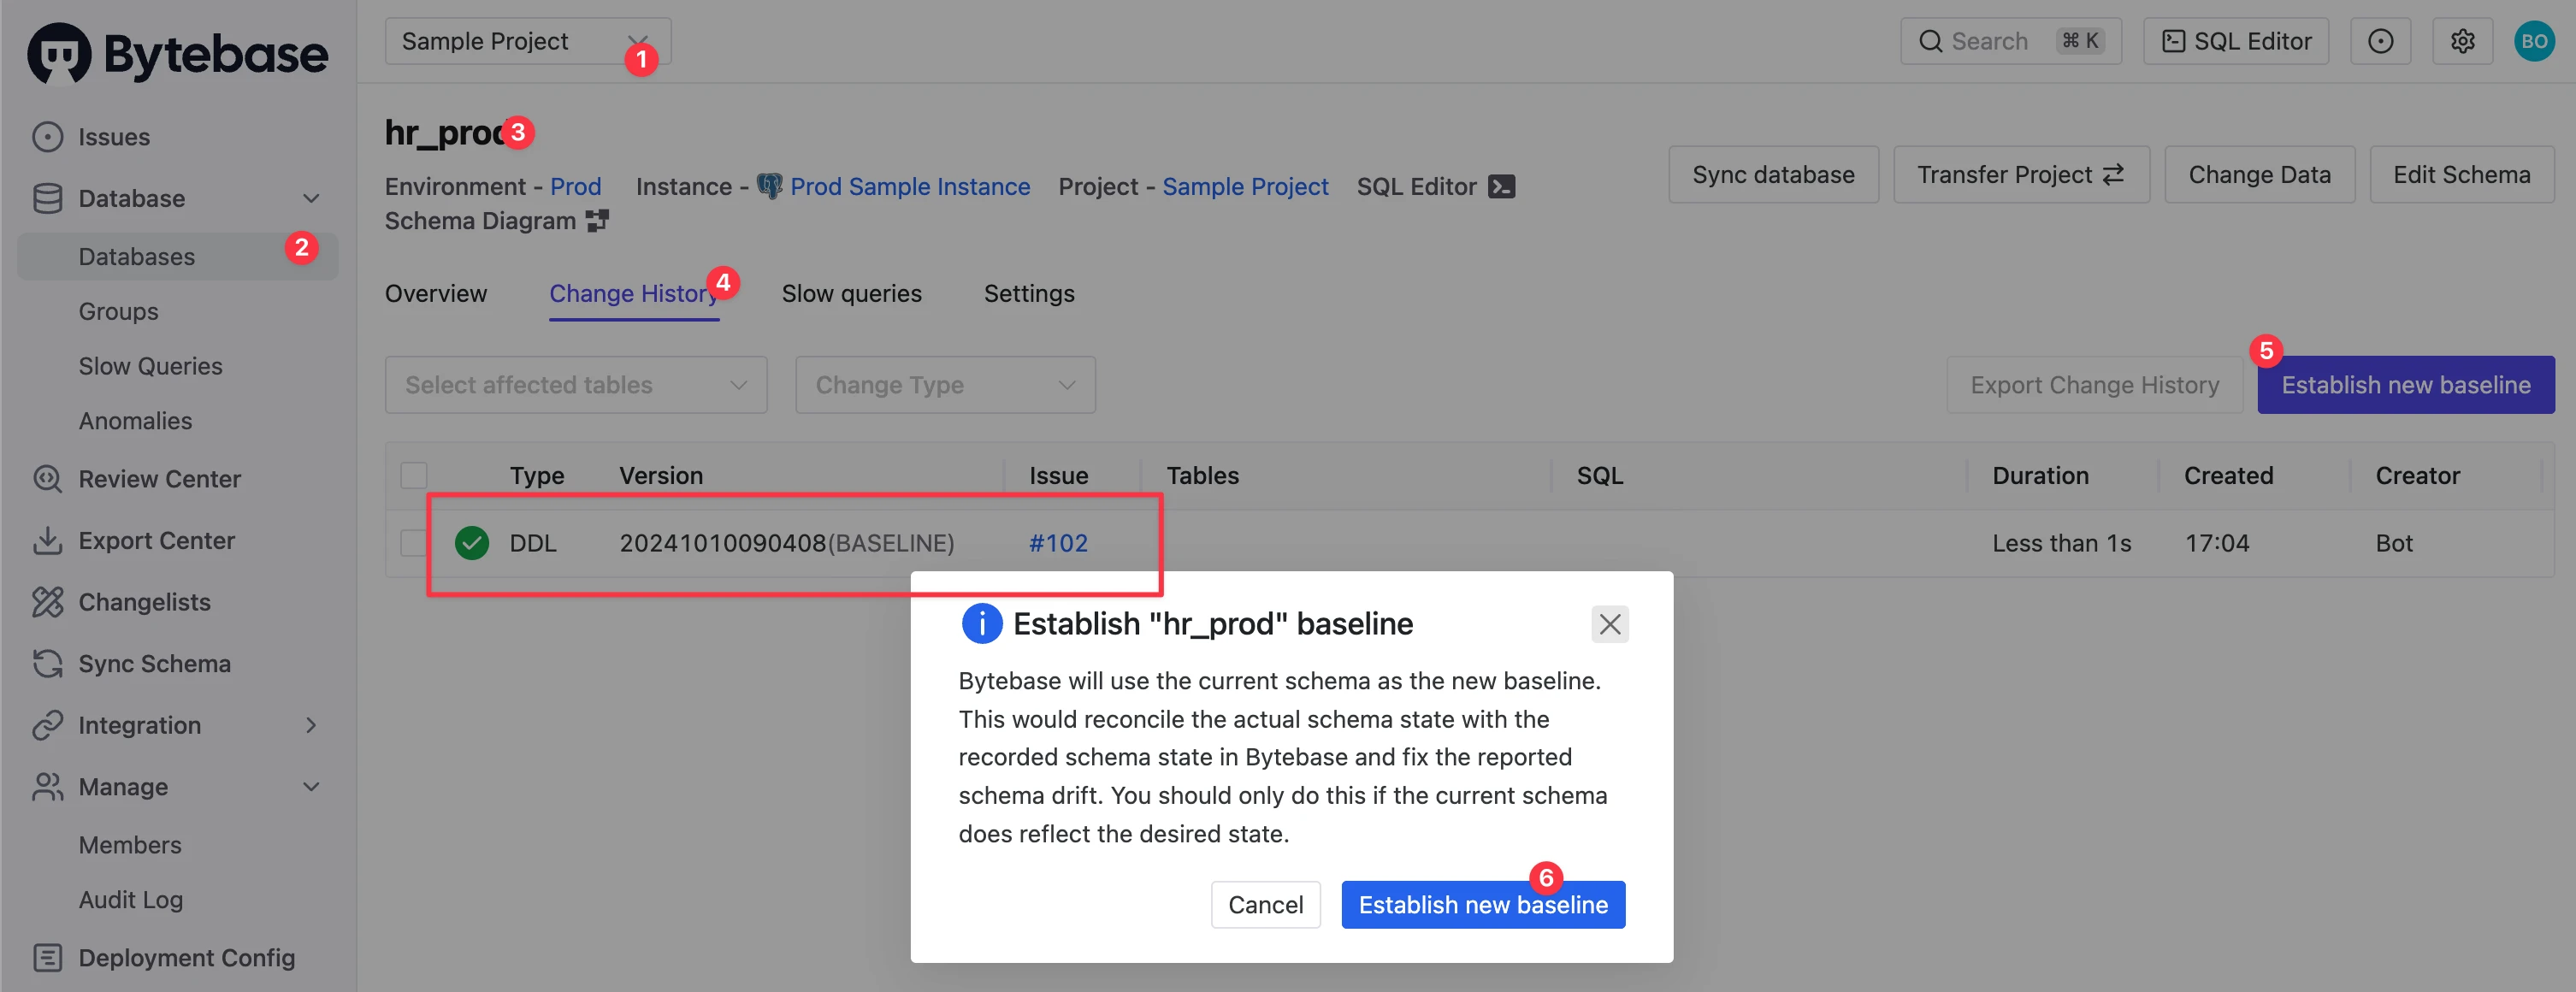 Bytebase
Sample Project
1
Search
⌘ K
SQL Editor
BO
Issues
Database
Databases
2
Groups
Slow Queries
Anomalies
Review Center
Export Center
Changelists
Sync Schema
Integration
Manage
Members
Audit Log
Deployment Config
hr_prod
3
Environment - Prod
Instance - Prod Sample Instance
Project - Sample Project
SQL Editor
Schema Diagram
Sync database
Transfer Project
Change Data
Edit Schema
Overview
Change History
4
Slow queries
Settings
Select affected tables
Change Type
Export Change History
5
Establish new baseline
Type Version Issue Tables SQL Duration Created Creator
DDL 20241010090408(BASELINE) #102 Less than 1s 17:04 Bot
Establish "hr_prod" baseline
Bytebase will use the current schema as the new baseline.
This would reconcile the actual schema state with the
recorded schema state in Bytebase and fix the reported
schema drift. You should only do this if the current schema
does reflect the desired state.
6
Cancel
Establish new baseline